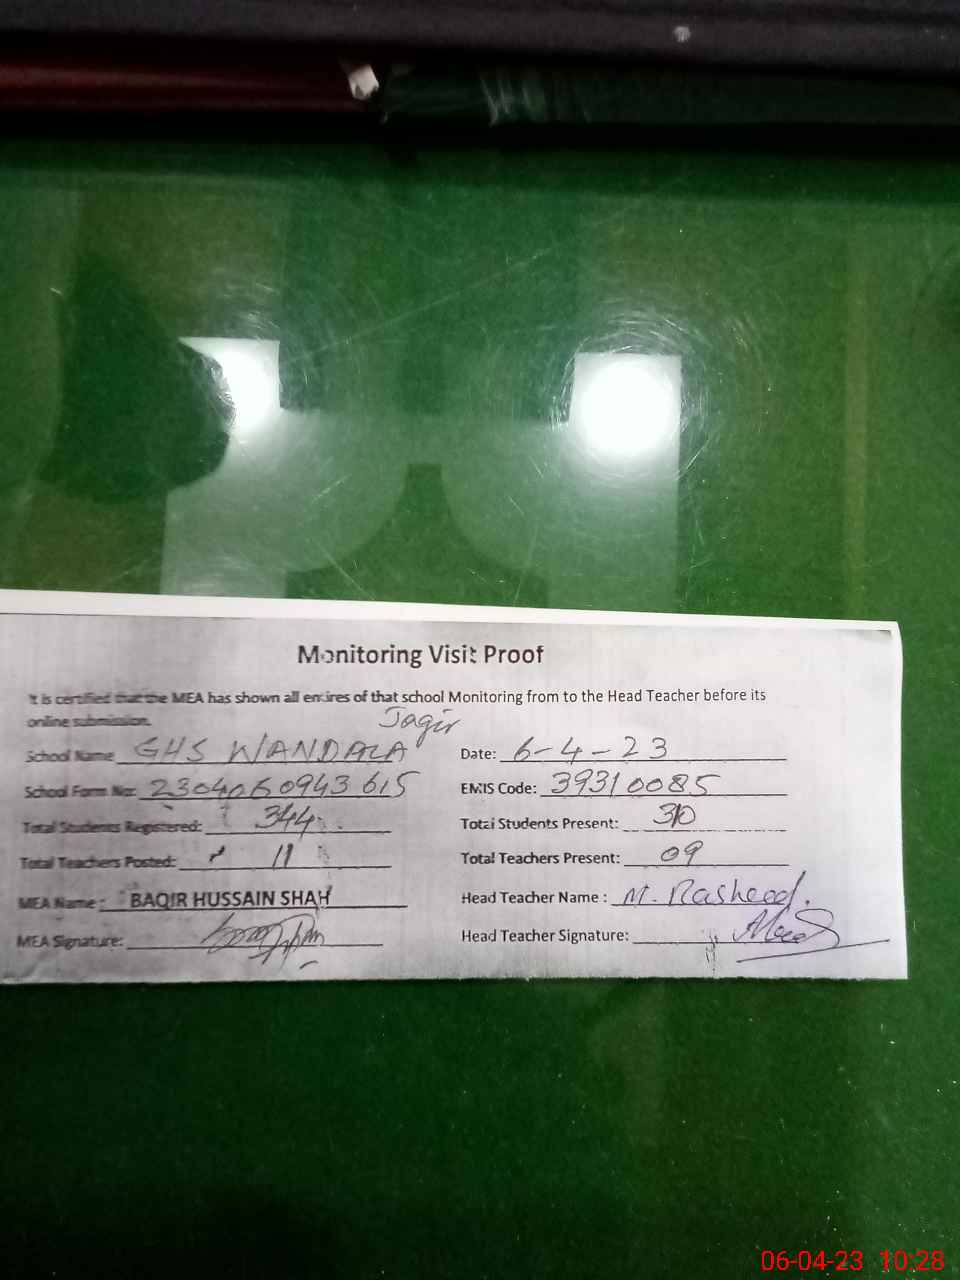 Monitoring Visit Proof
It is certified that the MEA has shown all enires of that school Monitoring from to the Head Teacher before its
online submission.
Jagir
School Name GHS WANDALA Date: 6-4-23
School Form No: 2304060943615 EMIS Code: 39310085
Total Students Registered: 344 Total Students Present: 310
Total Teachers Posted: 11 Total Teachers Present: 09
MEA Name: BAQIR HUSSAIN SHAH Head Teacher Name: M. Rasheed.
MEA Signature: Head Teacher Signature:
06-04-23 10:28